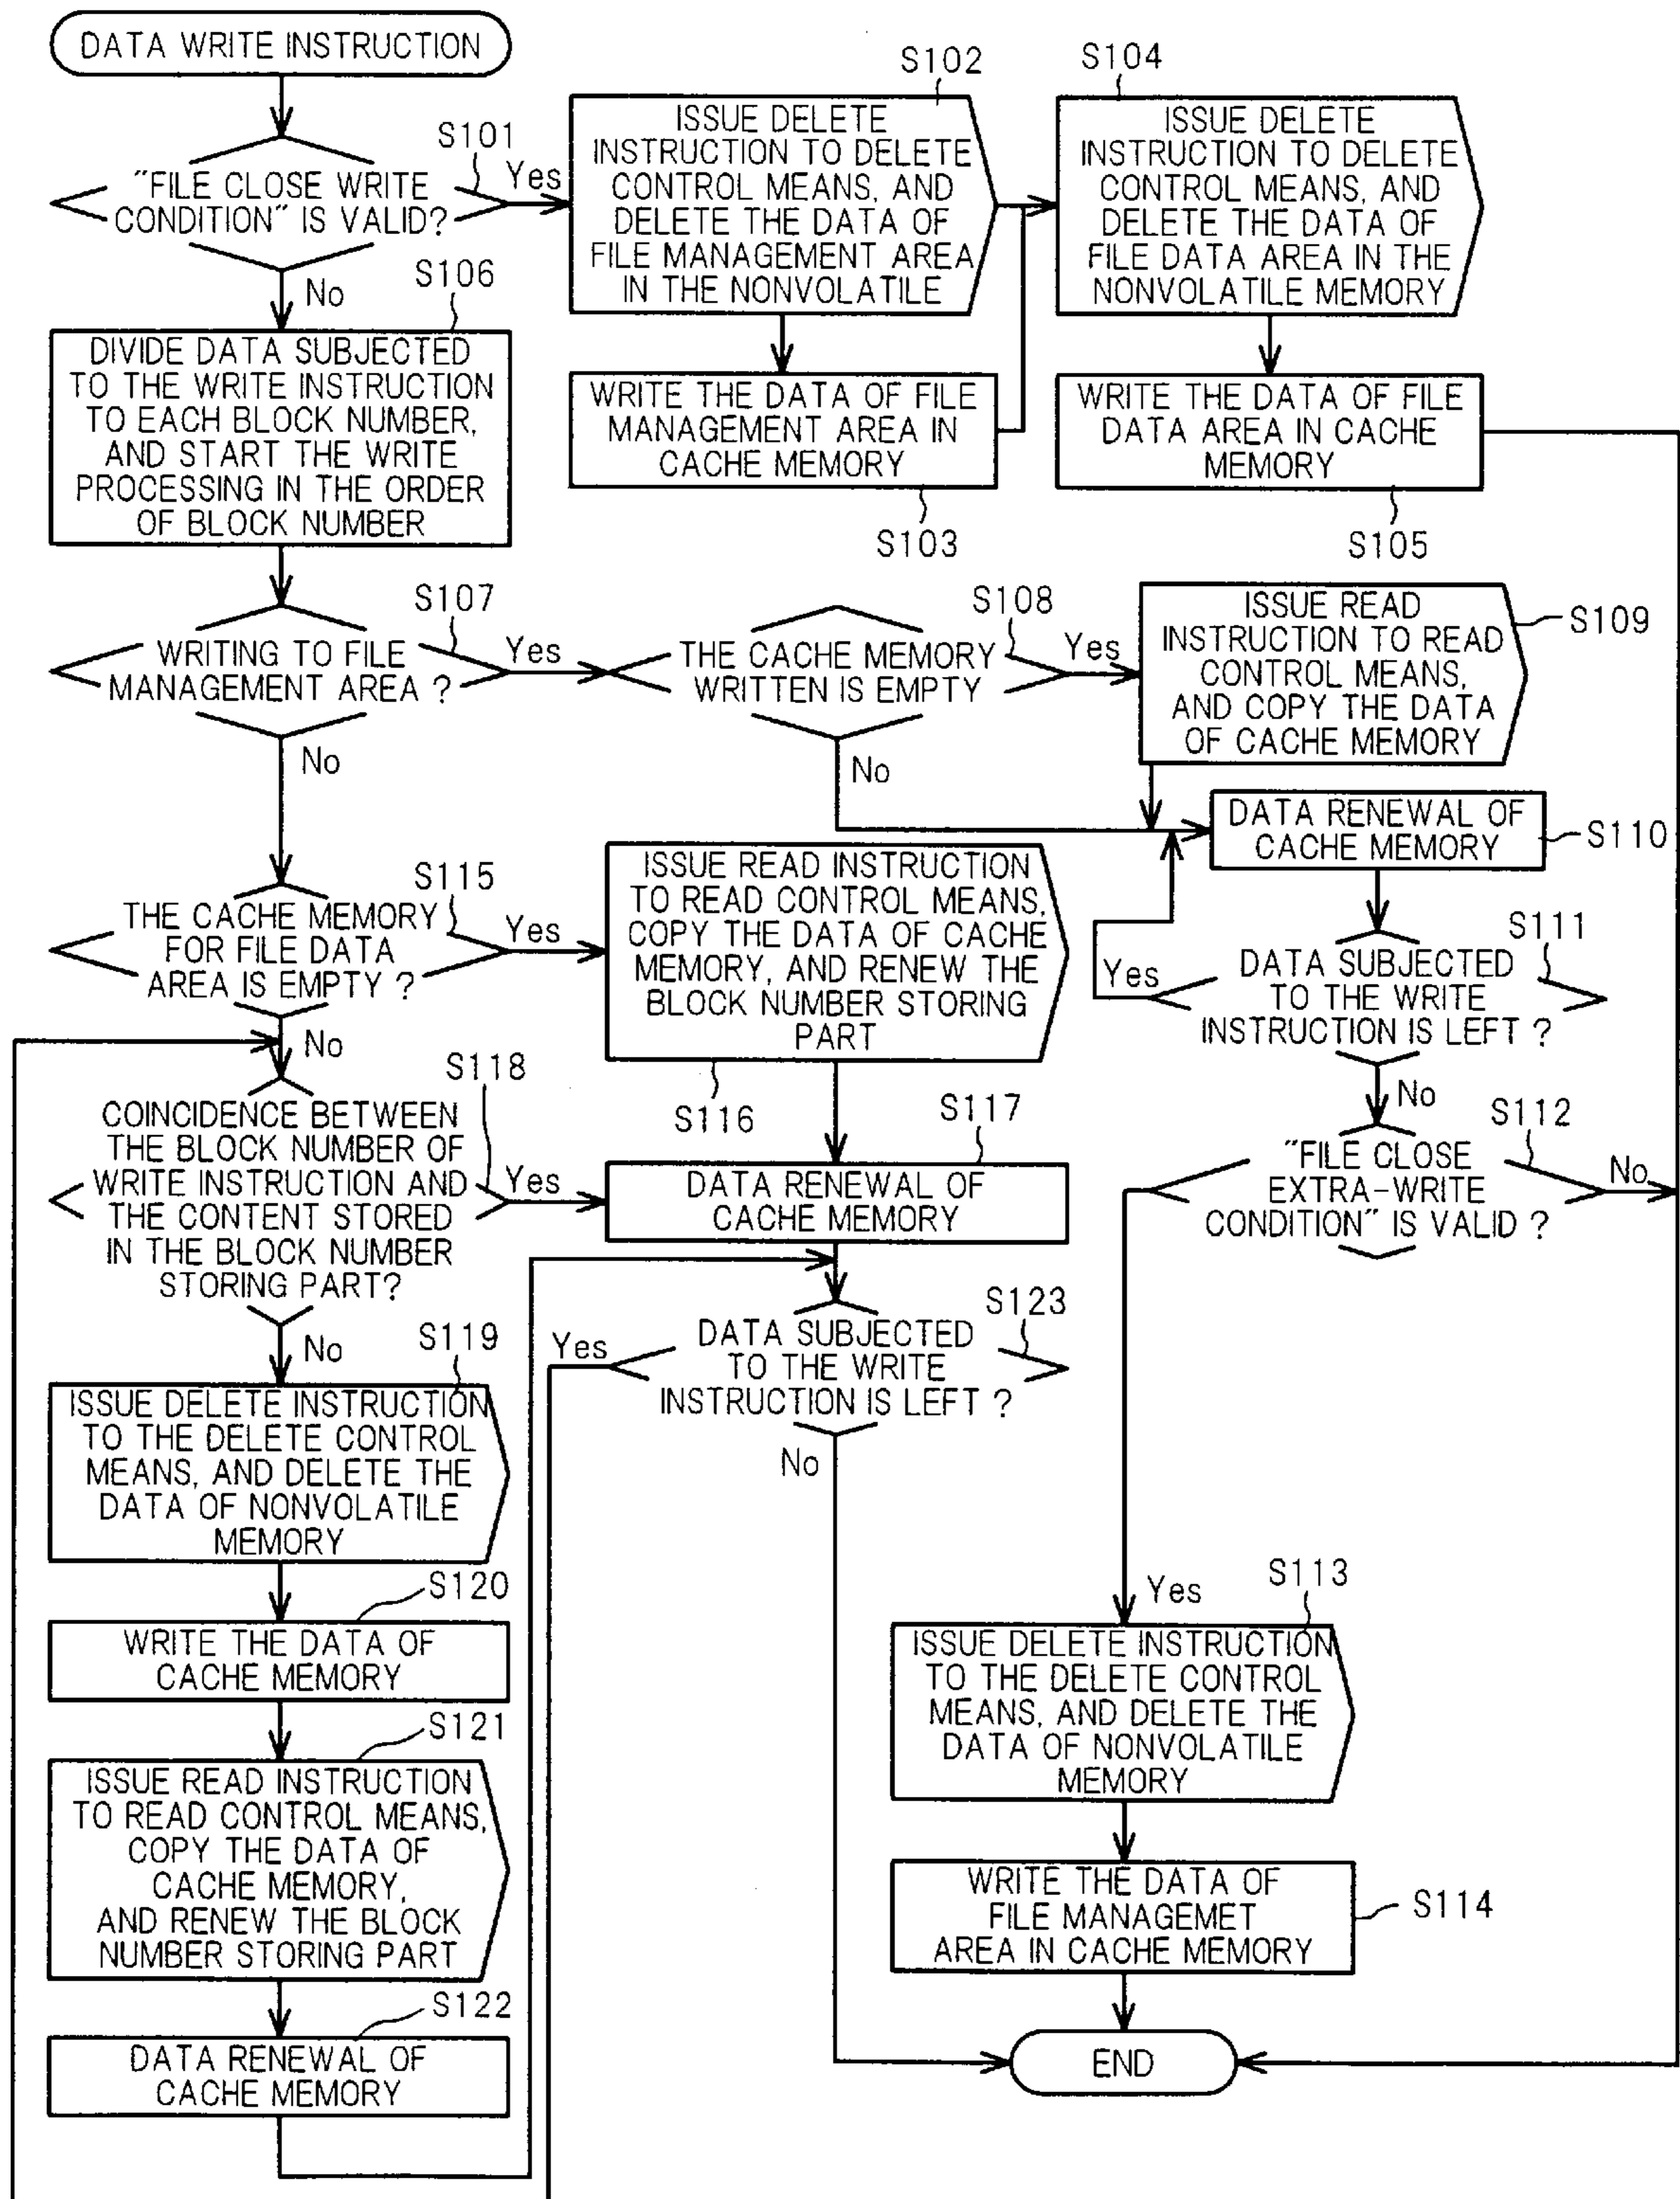 DATA WRITE INSTRUCTION
S101
"FILE CLOSE WRITE
CONDITION" IS VALID?
Yes
No
S102
ISSUE DELETE
INSTRUCTION TO DELETE
CONTROL MEANS, AND
DELETE THE DATA OF
FILE MANAGEMENT AREA
IN THE NONVOLATILE
WRITE THE DATA OF FILE
MANAGEMENT AREA IN
CACHE MEMORY
S103
S104
ISSUE DELETE
INSTRUCTION TO DELETE
CONTROL MEANS, AND
DELETE THE DATA OF
FILE DATA AREA IN THE
NONVOLATILE MEMORY
WRITE THE DATA OF FILE
DATA AREA IN CACHE
MEMORY
S105
S106
DIVIDE DATA SUBJECTED
TO THE WRITE INSTRUCTION
TO EACH BLOCK NUMBER,
AND START THE WRITE
PROCESSING IN THE ORDER
OF BLOCK NUMBER
S107
WRITING TO FILE
MANAGEMENT AREA ?
Yes
No
S108
THE CACHE MEMORY
WRITTEN IS EMPTY
Yes
No
ISSUE READ
INSTRUCTION TO READ
CONTROL MEANS,
AND COPY THE DATA
OF CACHE MEMORY
S109
DATA RENEWAL OF
CACHE MEMORY
S110
S111
DATA SUBJECTED
TO THE WRITE
INSTRUCTION IS LEFT ?
Yes
No
S112
"FILE CLOSE
EXTRA-WRITE
CONDITION" IS VALID ?
No
Yes
S113
ISSUE DELETE INSTRUCTION
TO THE DELETE CONTROL
MEANS, AND DELETE THE
DATA OF NONVOLATILE
MEMORY
WRITE THE DATA OF
FILE MANAGEMET
AREA IN CACHE MEMORY
S114
S115
THE CACHE MEMORY
FOR FILE DATA
AREA IS EMPTY ?
Yes
No
ISSUE READ INSTRUCTION
TO READ CONTROL MEANS,
COPY THE DATA OF CACHE
MEMORY, AND RENEW THE
BLOCK NUMBER STORING
PART
S116
S117
DATA RENEWAL OF
CACHE MEMORY
S118
COINCIDENCE BETWEEN
THE BLOCK NUMBER OF
WRITE INSTRUCTION AND
THE CONTENT STORED
IN THE BLOCK NUMBER
STORING PART?
Yes
No
S119
ISSUE DELETE INSTRUCTION
TO THE DELETE CONTROL
MEANS, AND DELETE THE
DATA OF NONVOLATILE
MEMORY
S120
WRITE THE DATA OF
CACHE MEMORY
S121
ISSUE READ INSTRUCTION
TO READ CONTROL MEANS,
COPY THE DATA OF
CACHE MEMORY,
AND RENEW THE BLOCK
NUMBER STORING PART
S122
DATA RENEWAL OF
CACHE MEMORY
S123
DATA SUBJECTED
TO THE WRITE
INSTRUCTION IS LEFT ?
Yes
No
END